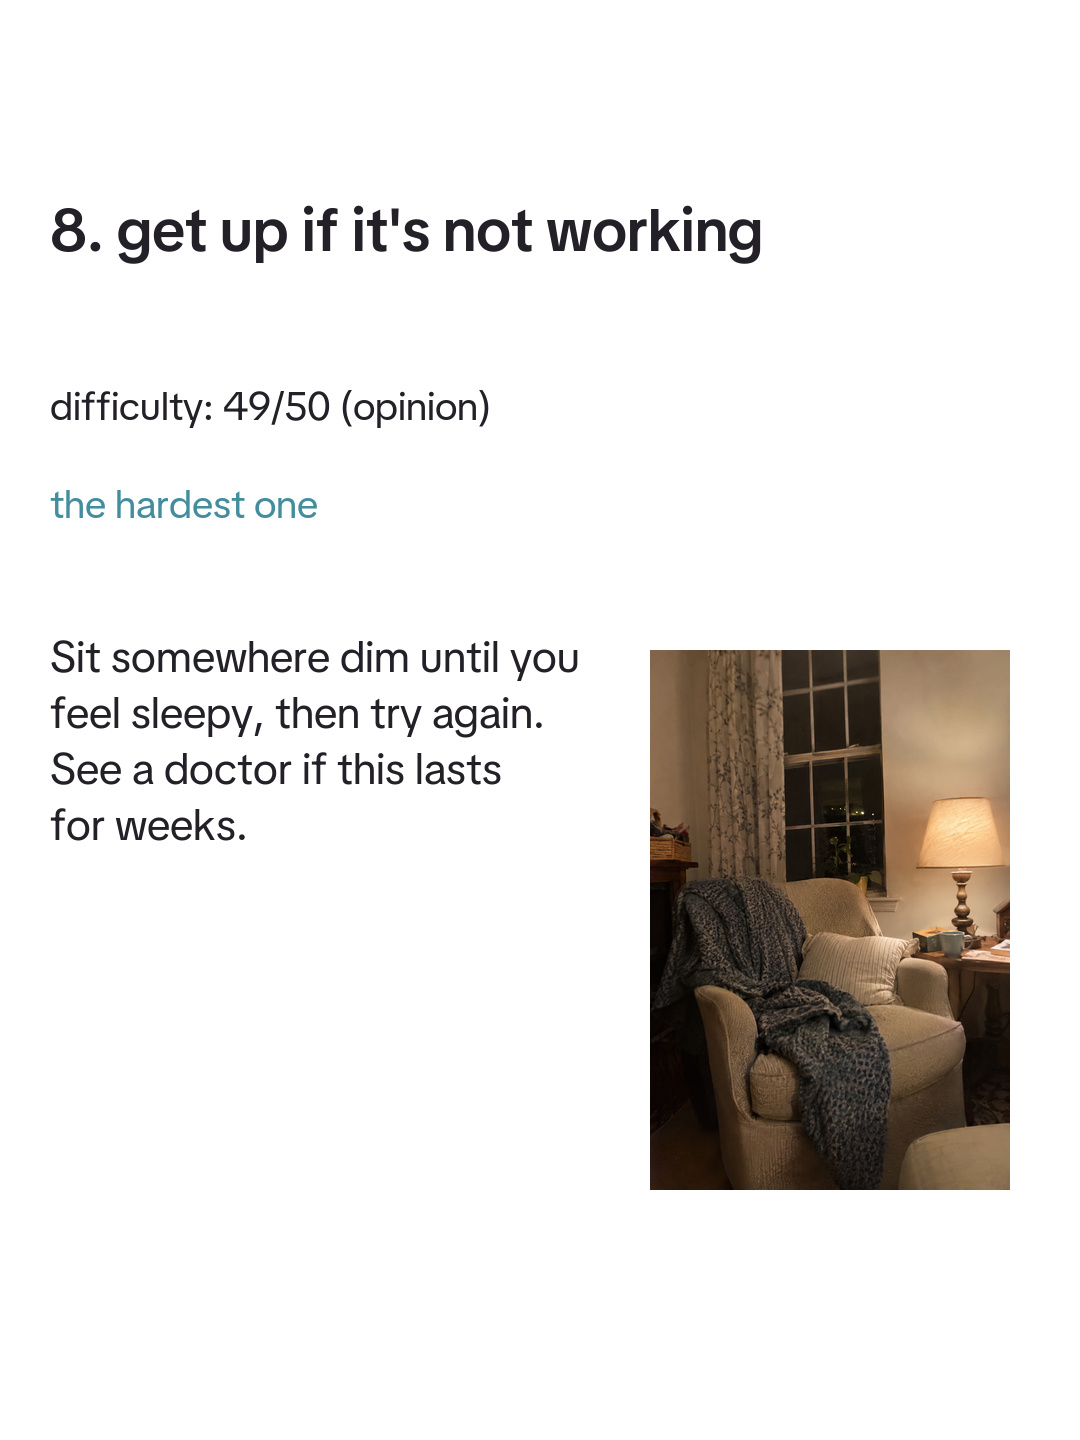 8. get up if it's not working
difficulty: 49/50 (opinion)
the hardest one
Sit somewhere dim until you
feel sleepy, then try again.
See a doctor if this lasts
for weeks.